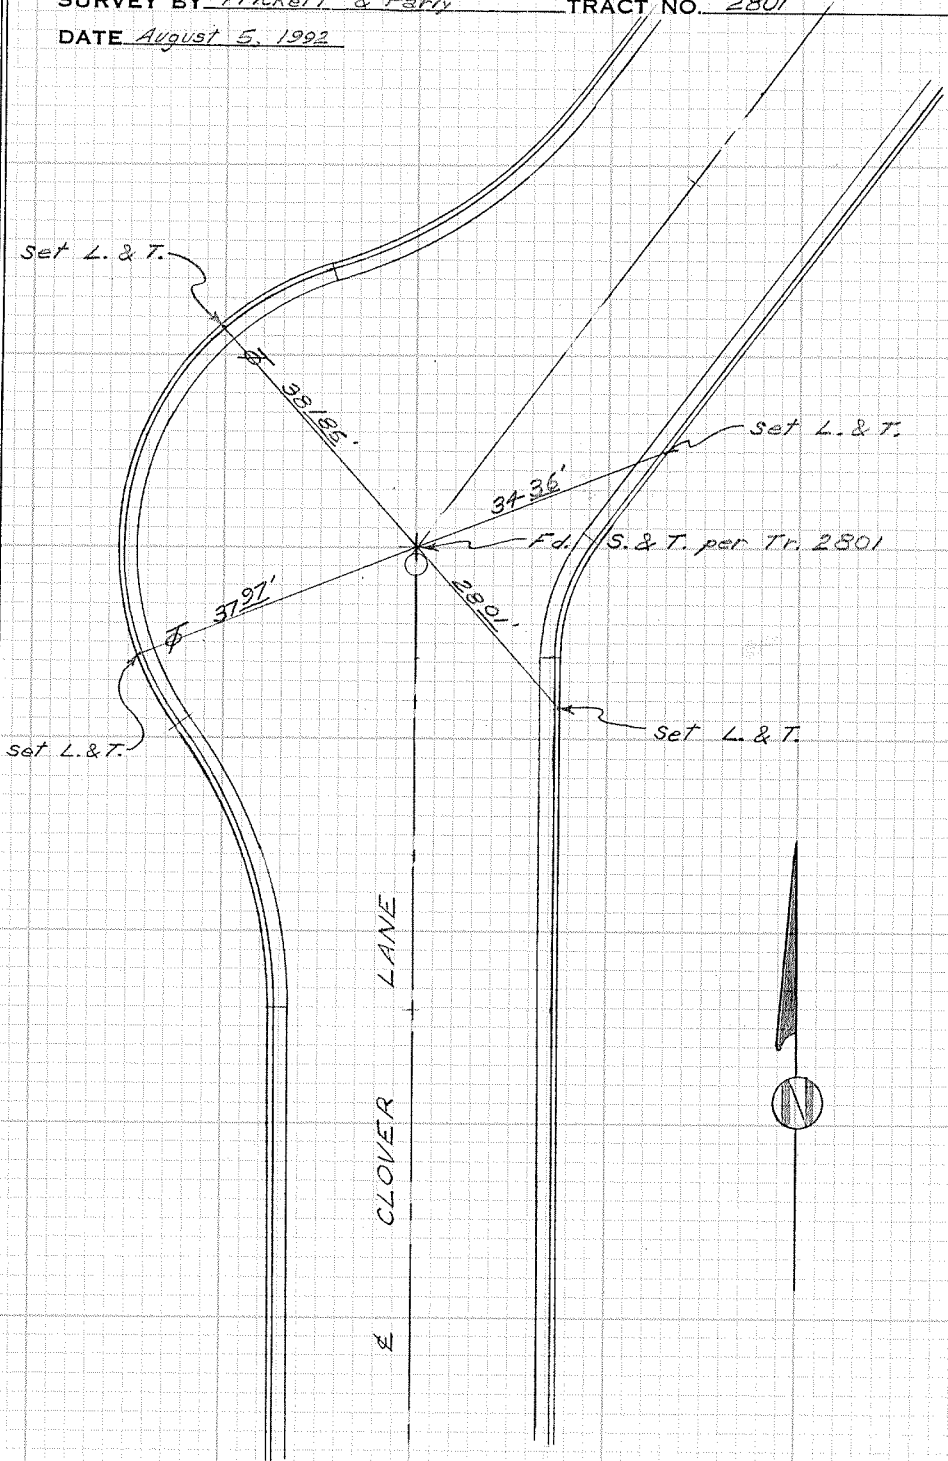 SURVEY BY & Party TRACT NO. 2801
DATE August 5, 1992
Set L. & T.
38.85'
Set L. & T.
34.36'
Fd. S. & T. per Tr. 2801
37.97'
28.01'
Set L. & T.
Set L. & T.
℄ CLOVER LANE
N